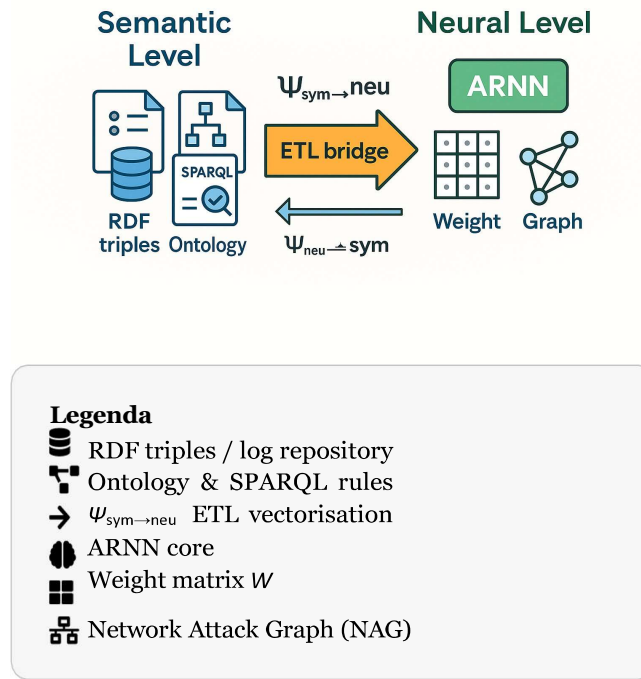 Semantic Level
Neural Level
Ψsym→neu
ARNN
ETL bridge
SPARQL
RDF triples
Ontology
Weight
Graph
Ψneu→sym
Legenda
RDF triples / log repository
Ontology & SPARQL rules
Ψsym→neu ETL vectorisation
ARNN core
Weight matrix W
Network Attack Graph (NAG)